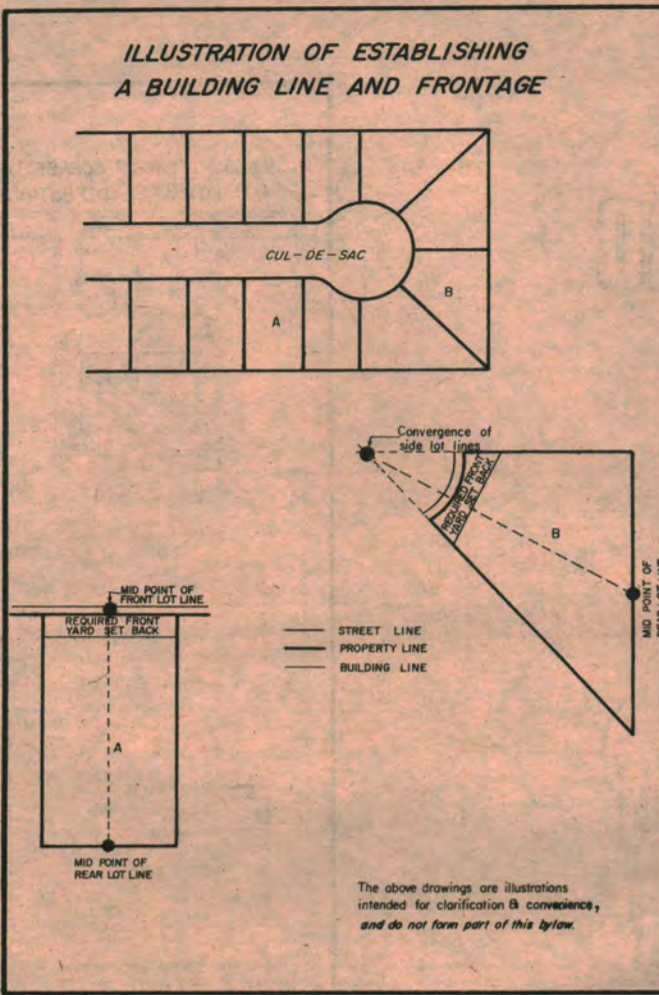 ILLUSTRATION OF ESTABLISHING
A BUILDING LINE AND FRONTAGE
CUL-DE-SAC
A
B
Convergence of
side lot lines
REQUIRED FRONT
YARD SET BACK
B
MID POINT OF
MID POINT OF
FRONT LOT LINE
REQUIRED FRONT
YARD SET BACK
A
MID POINT OF
REAR LOT LINE
STREET LINE
PROPERTY LINE
BUILDING LINE
The above drawings are illustrations
intended for clarification & convenience,
and do not form part of this bylaw.